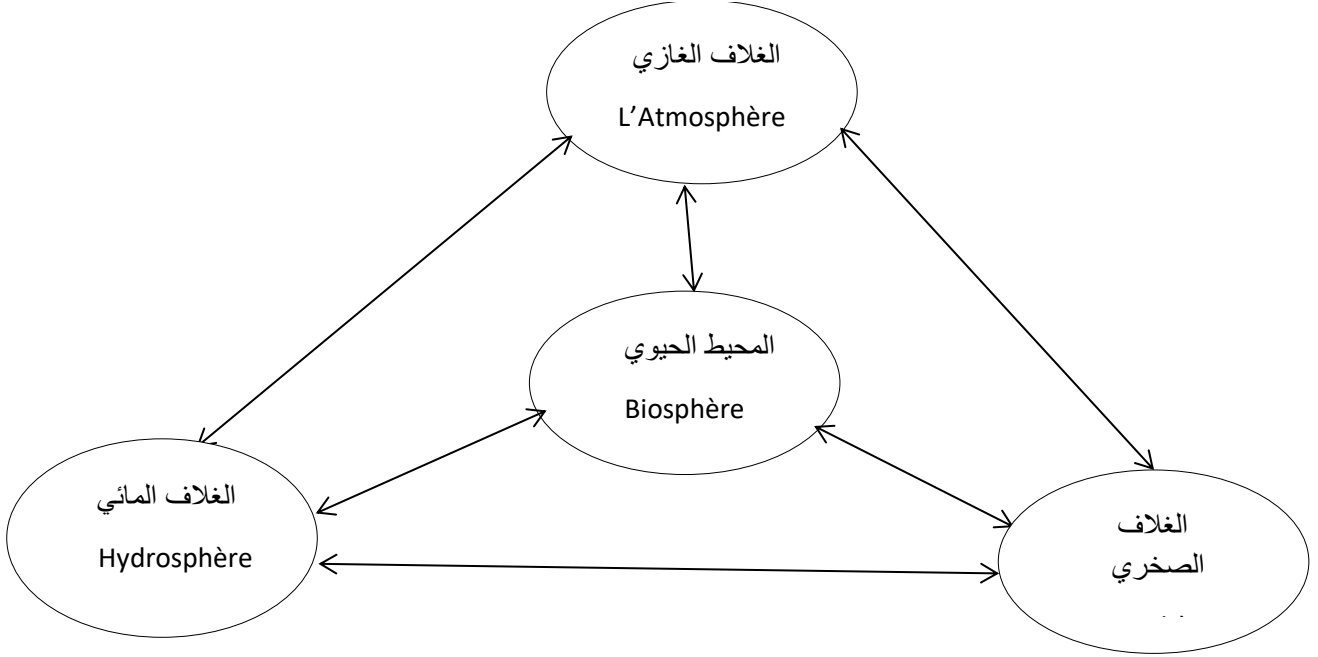 الغلاف الغازي
L’Atmosphère
المحيط الحيوي
Biosphère
الغلاف المائي
Hydrosphère
الغلاف
الصخري